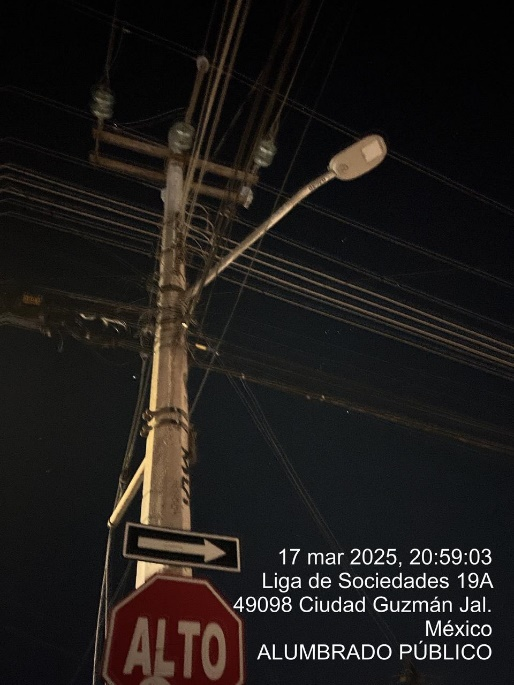 ALTO
17 mar 2025, 20:59:03
Liga de Sociedades 19A
49098 Ciudad Guzmán Jal.
México
ALUMBRADO PÚBLICO